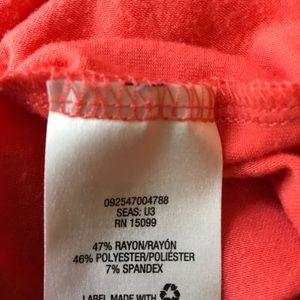 092547004788
SEAS: U3
RN 15099
47% RAYON/RAYÓN
46% POLYESTER/POLIÉSTER
7% SPANDEX
LABEL MADE WITH